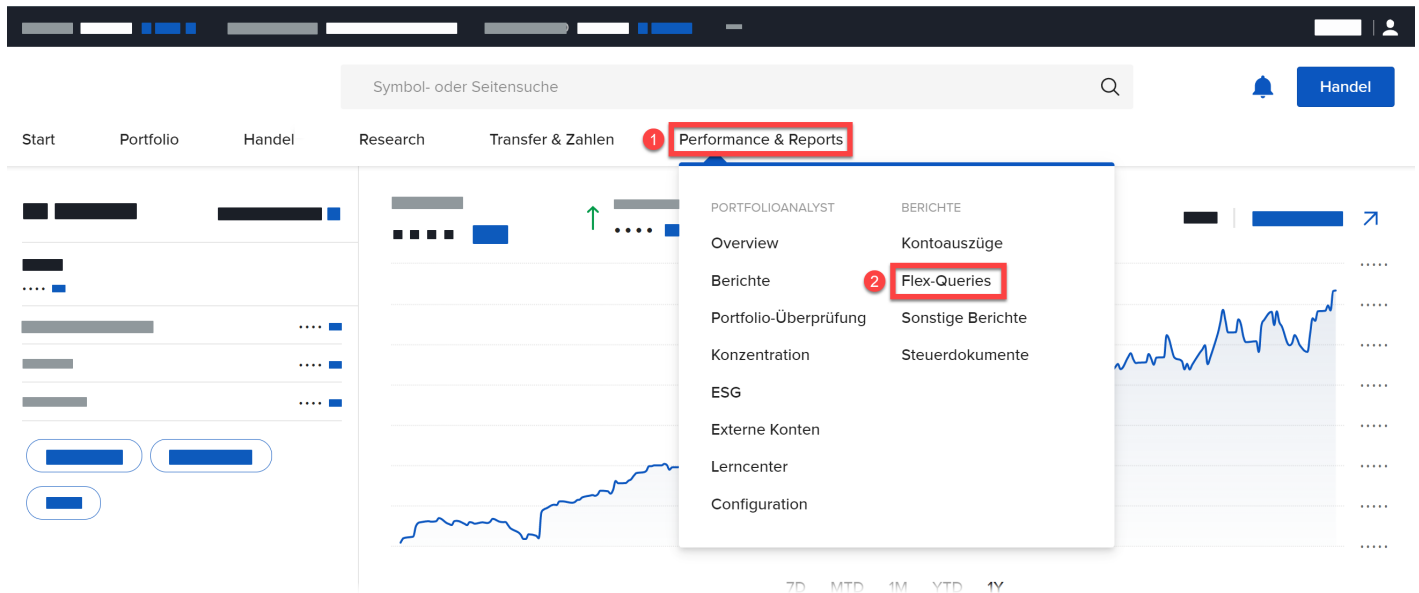 Symbol- oder Seitensuche
Handel
Start
Portfolio
Handel
Research
Transfer & Zahlen
1
Performance & Reports
PORTFOLIOANALYST
Overview
Berichte
Portfolio-Überprüfung
Konzentration
ESG
Externe Konten
Lerncenter
Configuration
BERICHTE
Kontoauszüge
2
Flex-Queries
Sonstige Berichte
Steuerdokumente
7D
MTD
1M
YTD
1Y